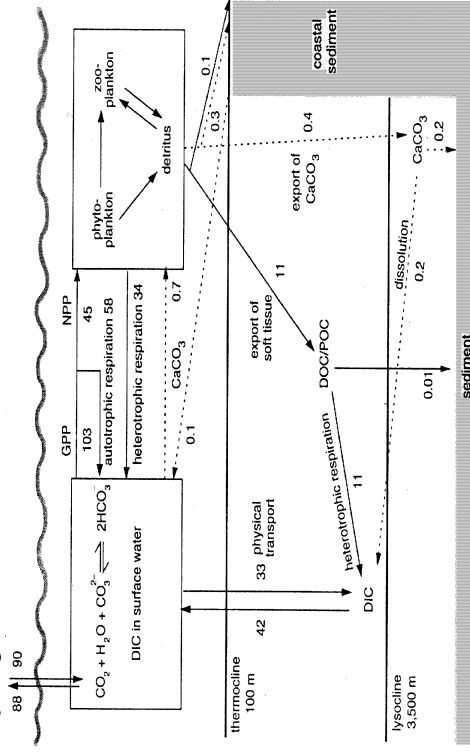 88 90
GPP NPP
103 45
autotrophic respiration 58
heterotrophic respiration 34
CO₂ + H₂O + CO₃²⁻ ⇌ 2HCO₃⁻
DIC in surface water
phyto-
plankton
zoo-
plankton
detritus
0.7
CaCO₃
0.1
0.3
0.1
thermocline
100 m
42
33 physical
transport
export of
soft tissue
11
export of
CaCO₃
0.4
coastal
sediment
DOC/POC
heterotrophic respiration
11
DIC
dissolution
0.2
CaCO₃
0.2
0.01
lysocline
3,500 m
sediment